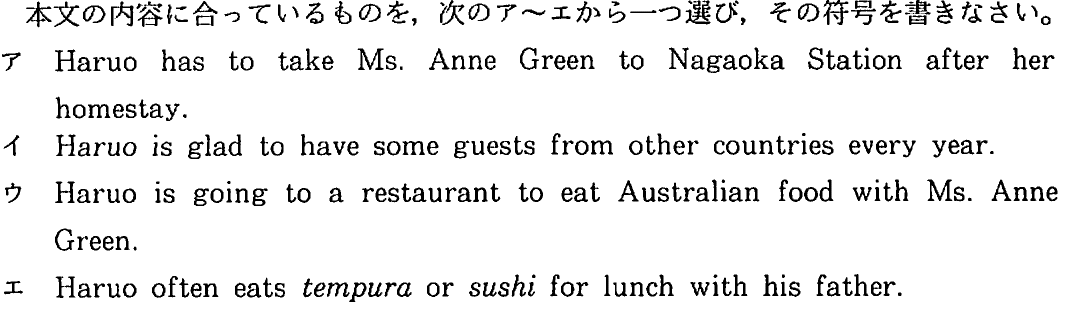 本文の内容に合っているものを，次のア〜エから一つ選び，その符号を書きなさい。
ア Haruo has to take Ms. Anne Green to Nagaoka Station after her
homestay.
イ Haruo is glad to have some guests from other countries every year.
ウ Haruo is going to a restaurant to eat Australian food with Ms. Anne
Green.
エ Haruo often eats tempura or sushi for lunch with his father.